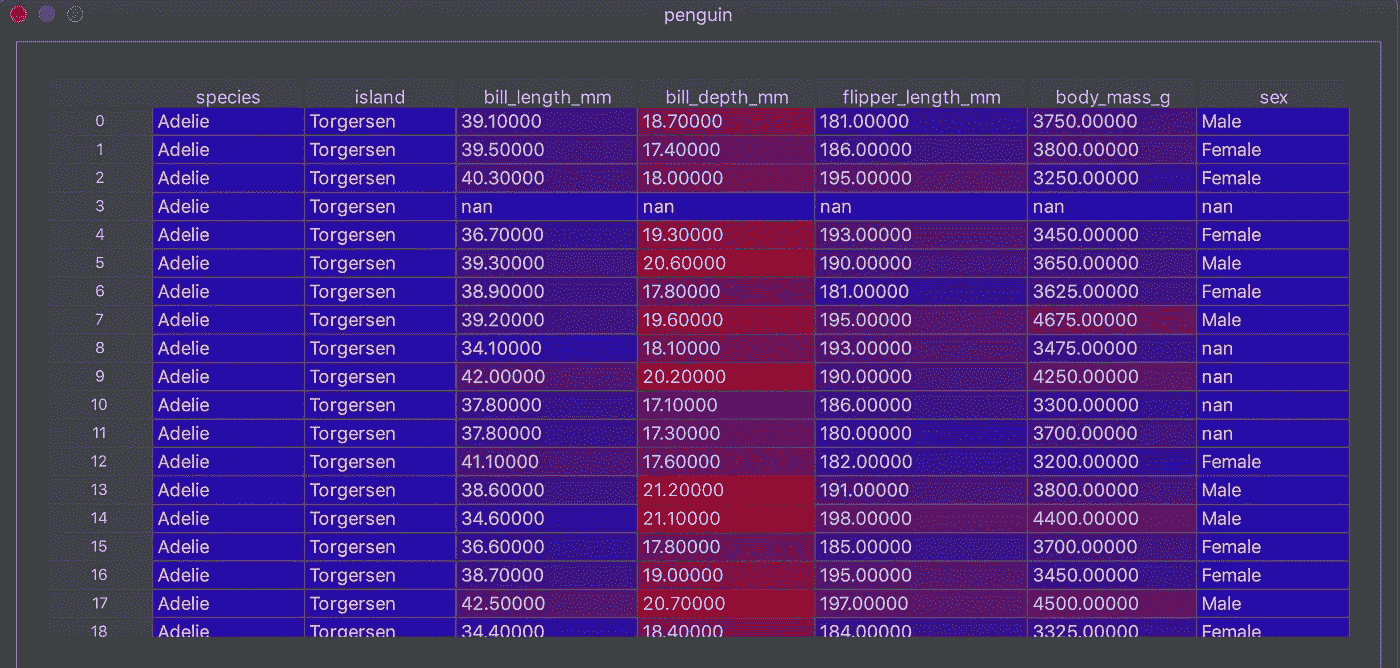 penguin
species island bill_length_mm bill_depth_mm flipper_length_mm body_mass_g sex
0 Adelie Torgersen 39.10000 18.70000 181.00000 3750.00000 Male
1 Adelie Torgersen 39.50000 17.40000 186.00000 3800.00000 Female
2 Adelie Torgersen 40.30000 18.00000 195.00000 3250.00000 Female
3 Adelie Torgersen nan nan nan nan nan
4 Adelie Torgersen 36.70000 19.30000 193.00000 3450.00000 Female
5 Adelie Torgersen 39.30000 20.60000 190.00000 3650.00000 Male
6 Adelie Torgersen 38.90000 17.80000 181.00000 3625.00000 Female
7 Adelie Torgersen 39.20000 19.60000 195.00000 4675.00000 Male
8 Adelie Torgersen 34.10000 18.10000 193.00000 3475.00000 nan
9 Adelie Torgersen 42.00000 20.20000 190.00000 4250.00000 nan
10 Adelie Torgersen 37.80000 17.10000 186.00000 3300.00000 nan
11 Adelie Torgersen 37.80000 17.30000 180.00000 3700.00000 nan
12 Adelie Torgersen 41.10000 17.60000 182.00000 3200.00000 Female
13 Adelie Torgersen 38.60000 21.20000 191.00000 3800.00000 Male
14 Adelie Torgersen 34.60000 21.10000 198.00000 4400.00000 Male
15 Adelie Torgersen 36.60000 17.80000 185.00000 3700.00000 Female
16 Adelie Torgersen 38.70000 19.00000 195.00000 3450.00000 Female
17 Adelie Torgersen 42.50000 20.70000 197.00000 4500.00000 Male
18 Adelie Torgersen 34.40000 18.40000 184.00000 3325.00000 Female